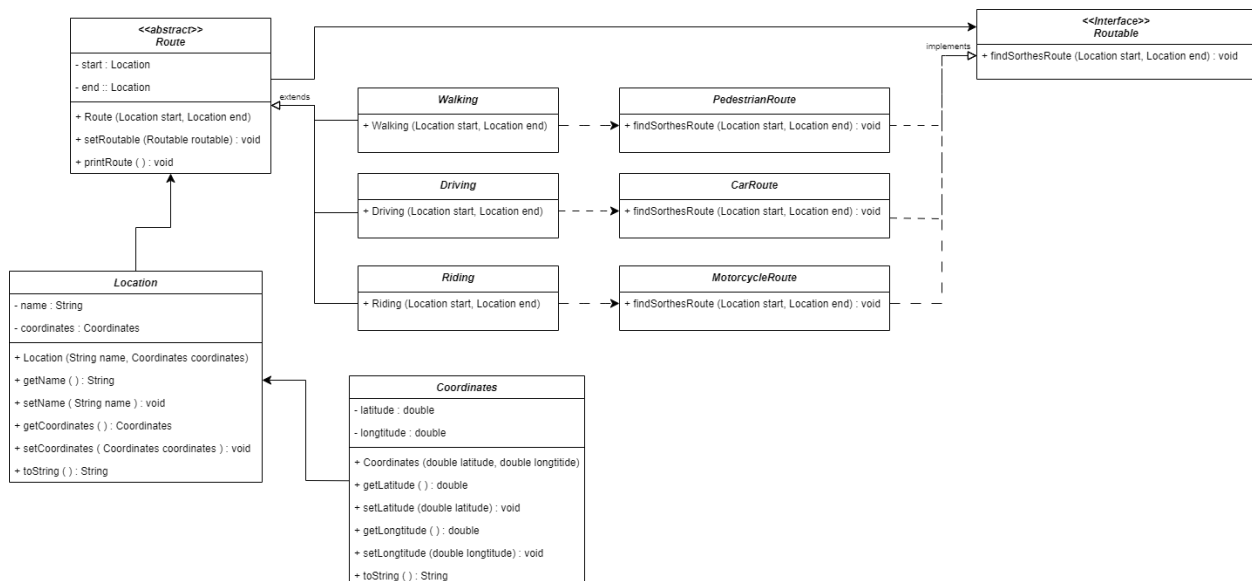 <<abstract>>
Route
- start : Location
- end :: Location
+ Route (Location start, Location end)
+ setRoutable (Routable routable) : void
+ printRoute ( ) : void
<<Interface>>
Routable
+ findSorthesRoute (Location start, Location end) : void
implements
extends
Walking
+ Walking (Location start, Location end)
PedestrianRoute
+ findSorthesRoute (Location start, Location end) : void
Driving
+ Driving (Location start, Location end)
CarRoute
+ findSorthesRoute (Location start, Location end) : void
Riding
+ Riding (Location start, Location end)
MotorcycleRoute
+ findSorthesRoute (Location start, Location end) : void
Location
- name : String
- coordinates : Coordinates
+ Location (String name, Coordinates coordinates)
+ getName ( ) : String
+ setName ( String name ) : void
+ getCoordinates ( ) : Coordinates
+ setCoordinates ( Coordinates coordinates ) : void
+ toString ( ) : String
Coordinates
- latitude : double
- longtitude : double
+ Coordinates (double latitude, double longtitide)
+ getLatitude ( ) : double
+ setLatitude (double latitude) : void
+ getLongtitude ( ) : double
+ setLongtitude (double longtitude) : void
+ toString ( ) : String